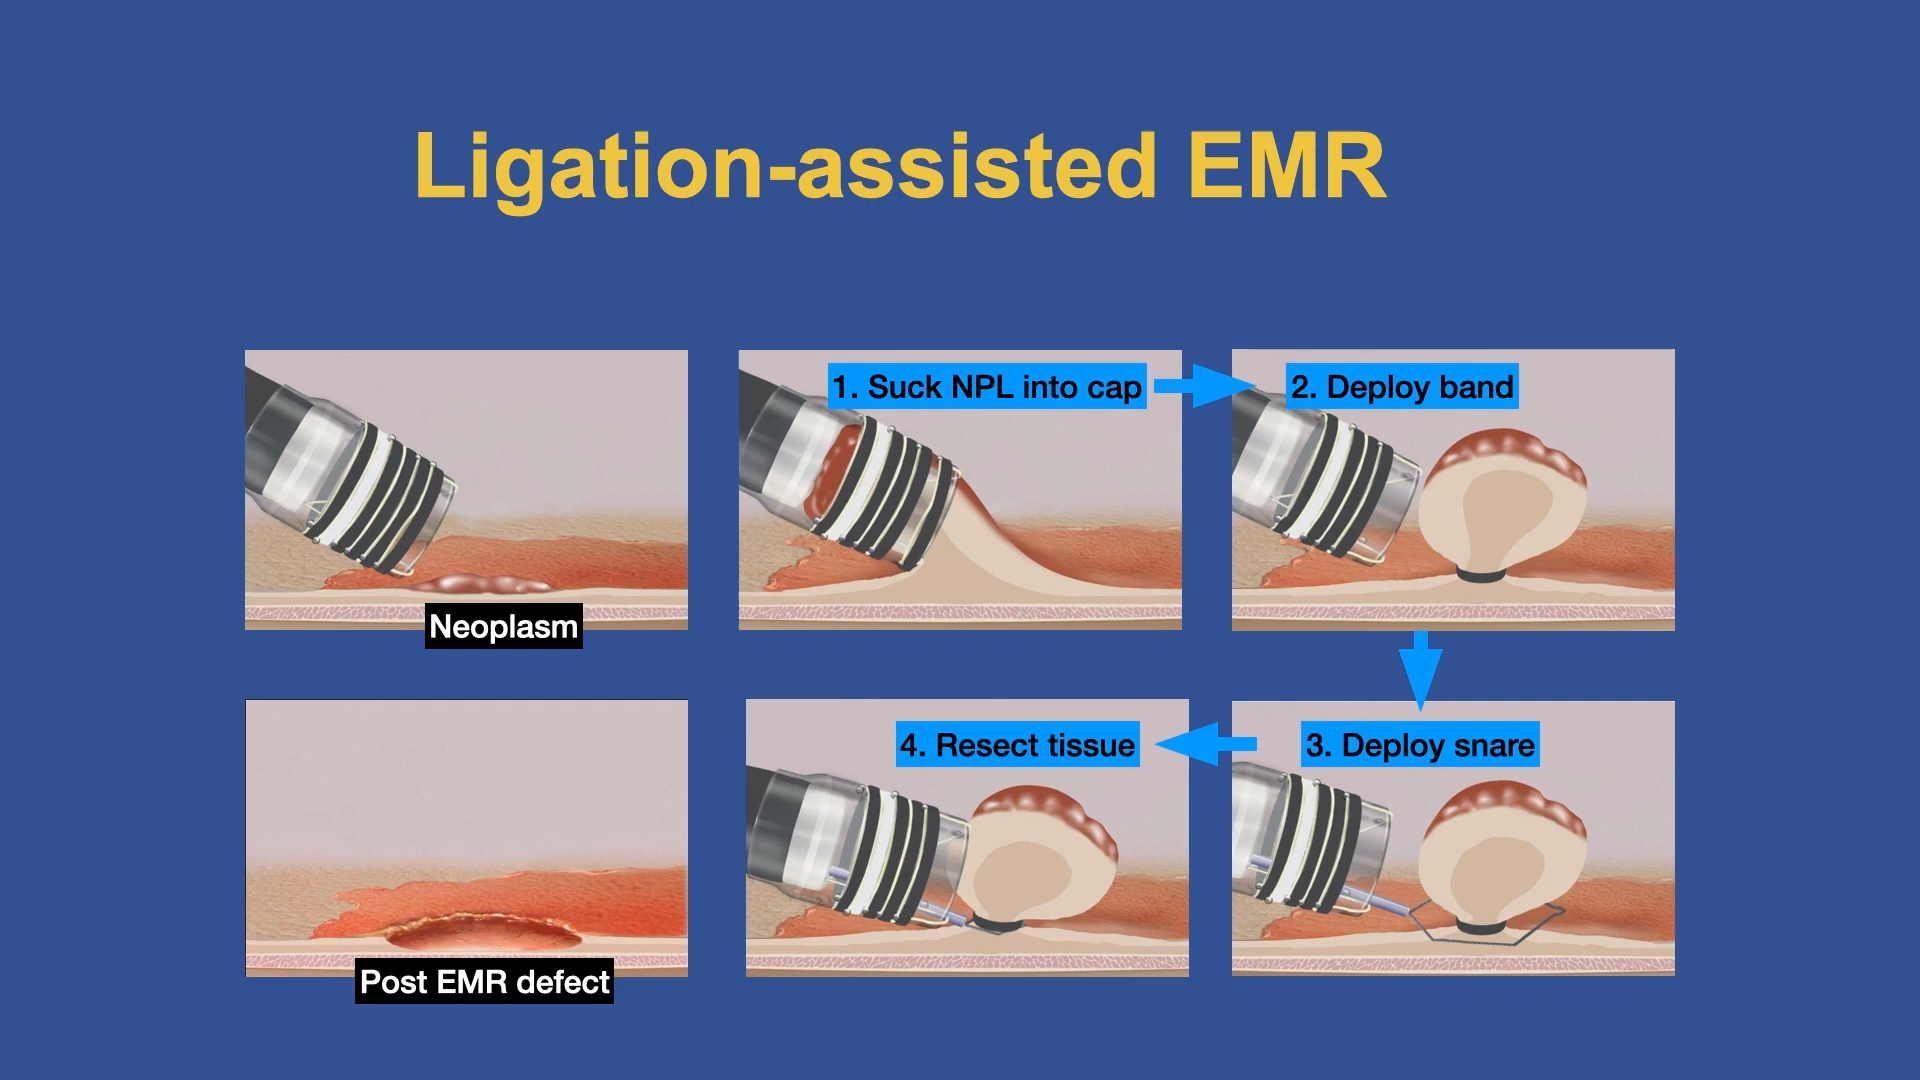 Ligation-assisted EMR
Neoplasm
1. Suck NPL into cap
2. Deploy band
3. Deploy snare
4. Resect tissue
Post EMR defect